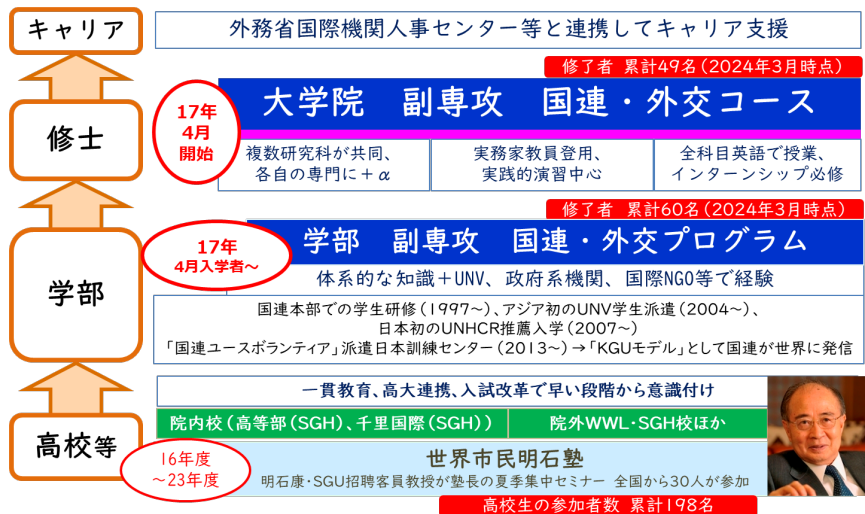 キャリア
外務省国際機関人事センター等と連携してキャリア支援
修了者 累計49名(2024年3月時点)
17年
4月
開始
大学院 副専攻 国連・外交コース
修士
複数研究科が共同、
各自の専門に+α
実務家教員登用、
実践的演習中心
全科目英語で授業、
インターンシップ必修
修了者 累計60名(2024年3月時点)
17年
4月入学者~
学部 副専攻 国連・外交プログラム
体系的な知識+UNV、政府系機関、国際NGO等で経験
学部
国連本部での学生研修(1997~)、アジア初のUNV学生派遣(2004~)、
日本初のUNHCR推薦入学(2007~)
「国連ユースボランティア」派遣日本訓練センター(2013~)→「KGUモデル」として国連が世界に発信
一貫教育、高大連携、入試改革で早い段階から意識付け
院内校(高等部(SGH)、千里国際(SGH))
院外WWL・SGH校ほか
高校等
16年度
~23年度
世界市民明石塾
明石康・SGU招聘客員教授が塾長の夏季集中セミナー 全国から30人が参加
高校生の参加者数 累計198名